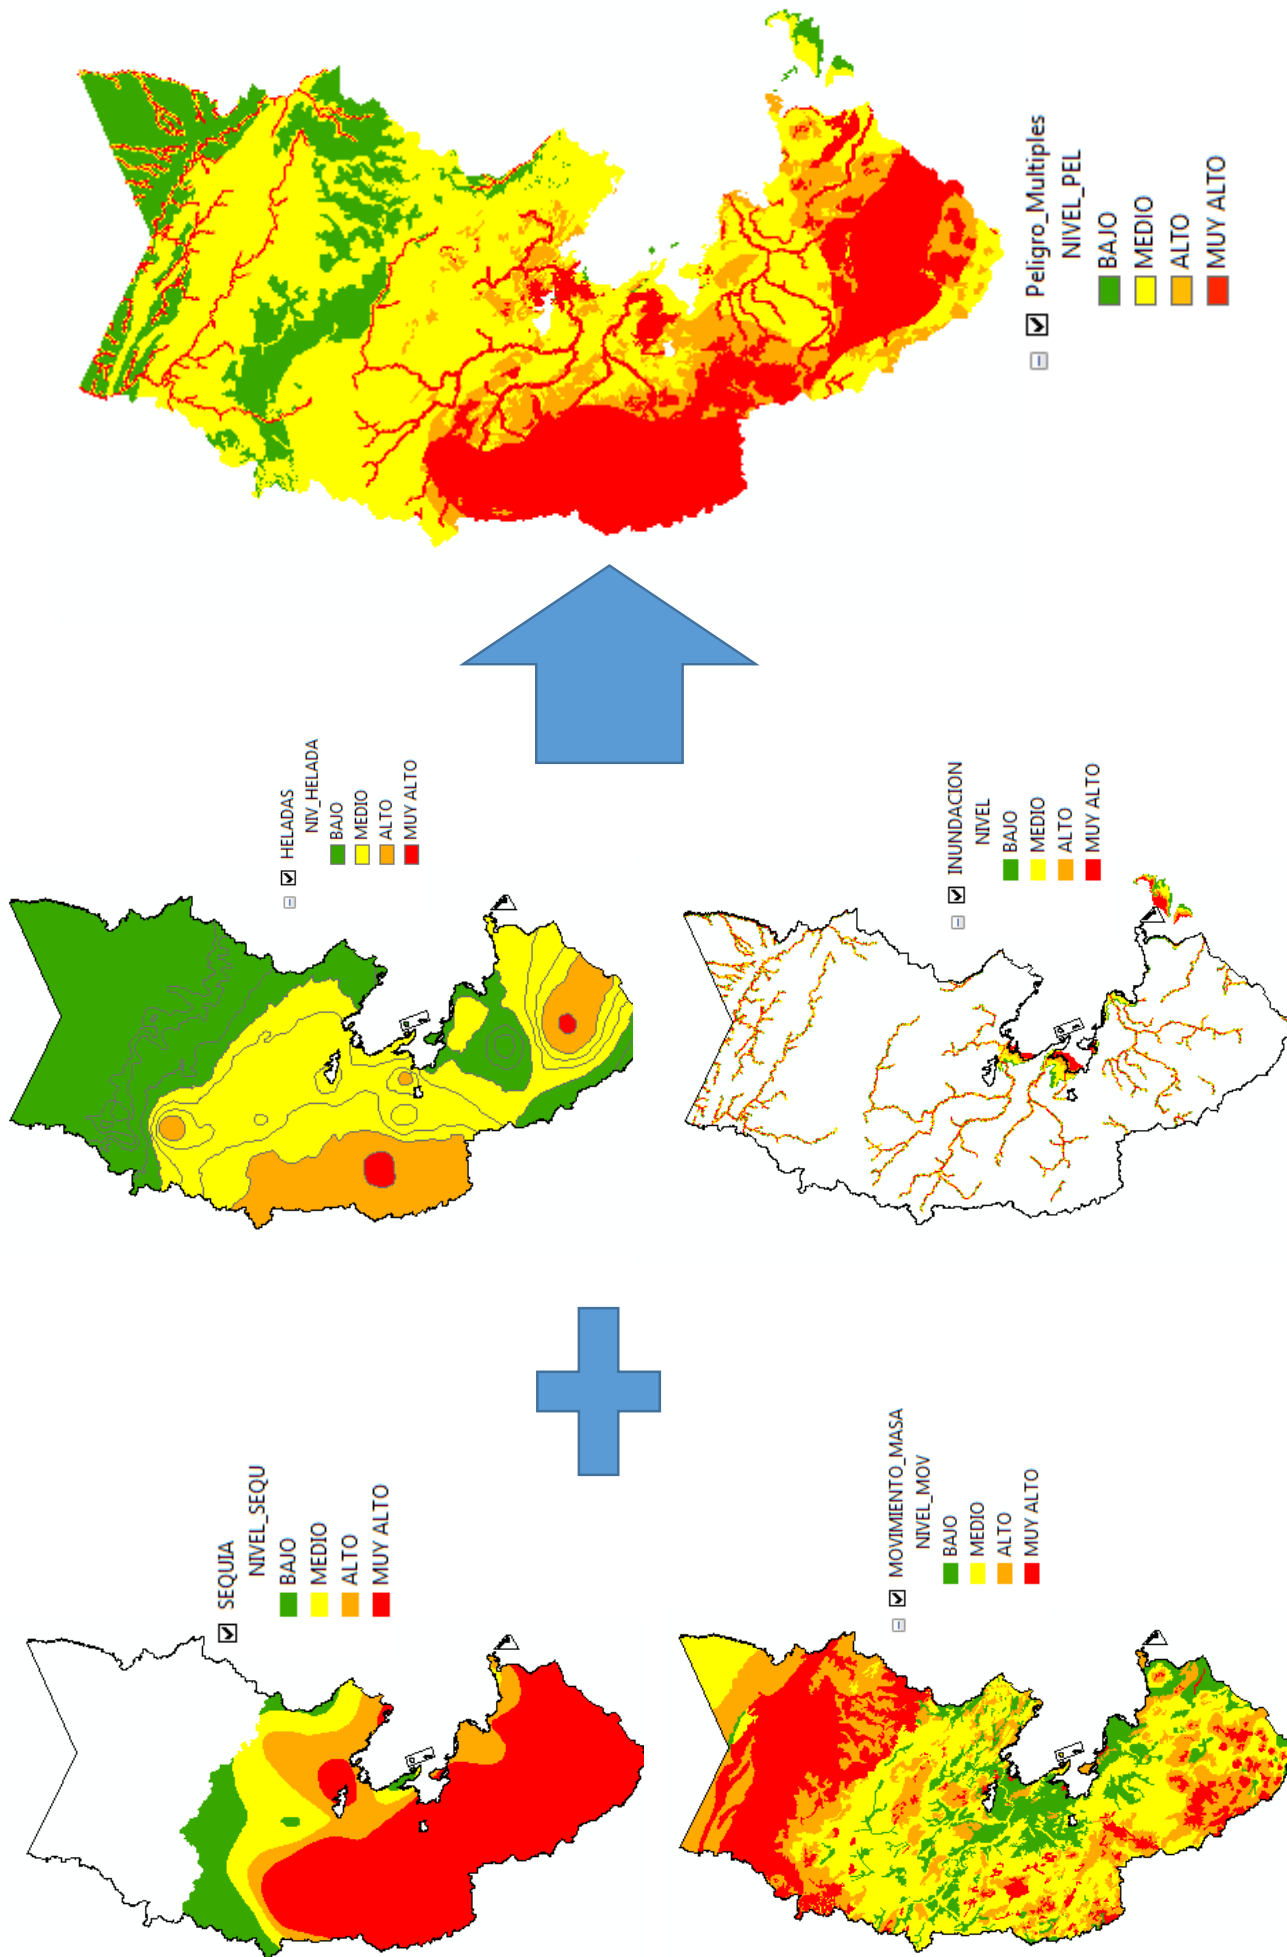 SEQUIA
NIVEL_SEQU
BAJO
MEDIO
ALTO
MUY ALTO
HELADAS
NIV_HELADA
BAJO
MEDIO
ALTO
MUY ALTO
MOVIMIENTO_MASA
NIVEL_MOV
BAJO
MEDIO
ALTO
MUY ALTO
INUNDACION
NIVEL
BAJO
MEDIO
ALTO
MUY ALTO
Peligro_Multiples
NIVEL_PEL
BAJO
MEDIO
ALTO
MUY ALTO